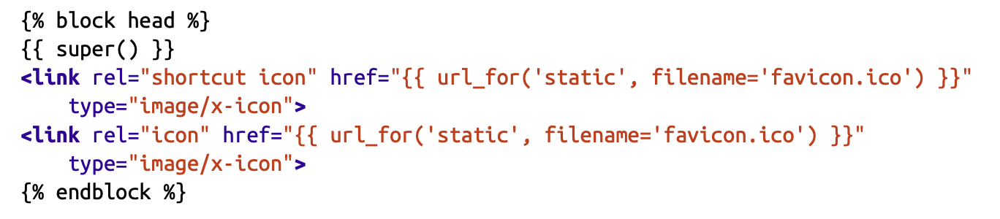 {% block head %}
{{ super() }}
<link rel="shortcut icon" href="{{ url_for('static', filename='favicon.ico') }}"
    type="image/x-icon">
<link rel="icon" href="{{ url_for('static', filename='favicon.ico') }}"
    type="image/x-icon">
{% endblock %}